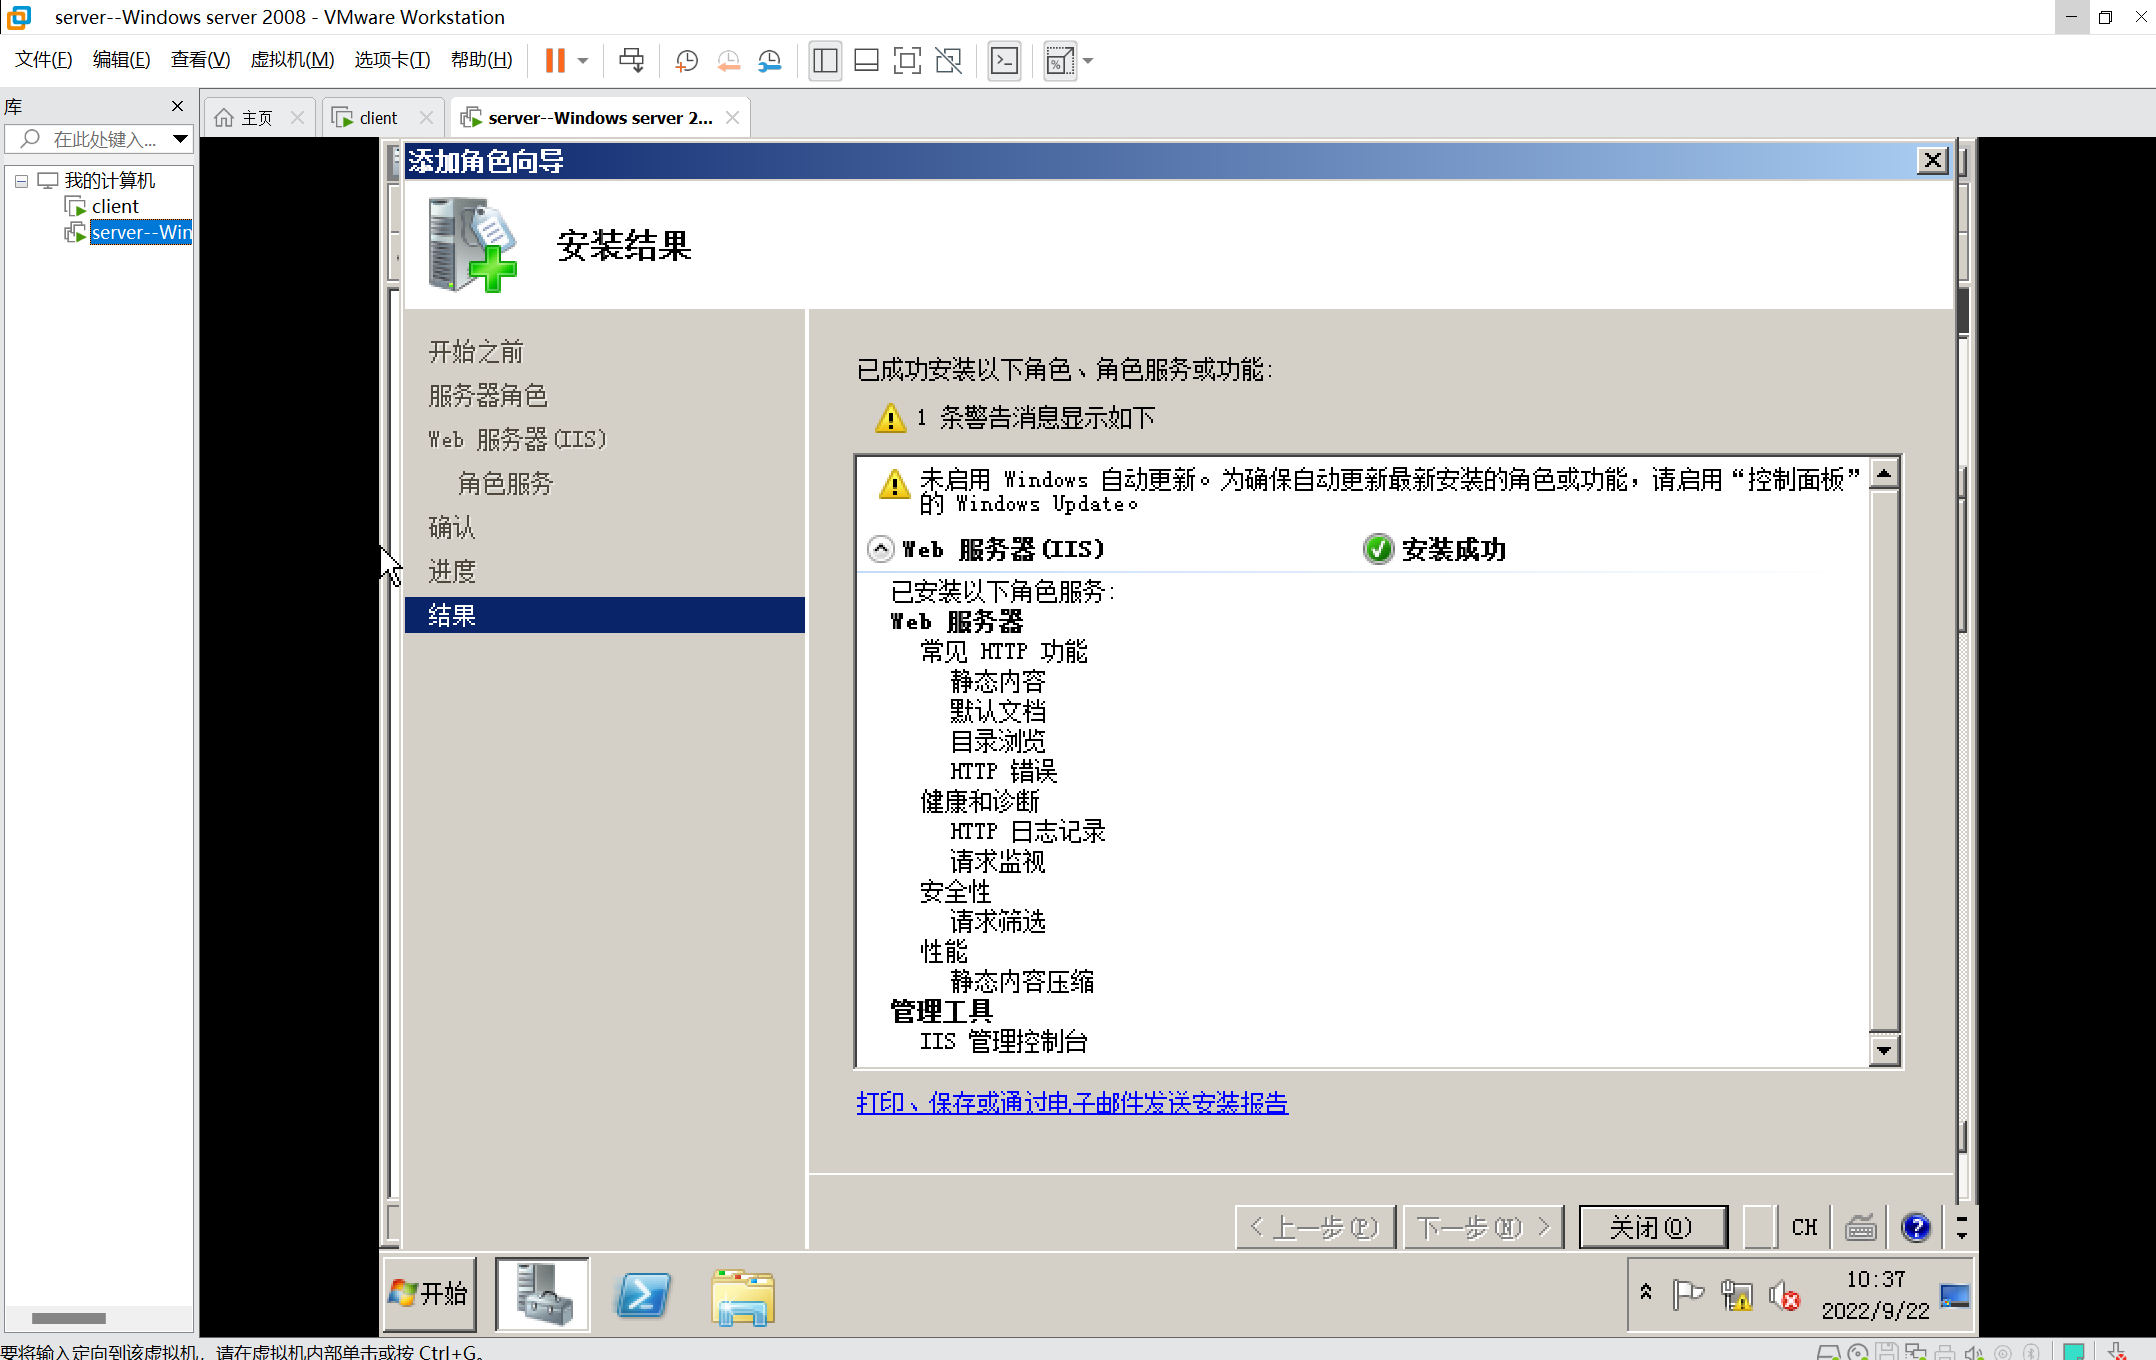 server--Windows server 2008 - VMware Workstation
文件(F) 编辑(E) 查看(V) 虚拟机(M) 选项卡(T) 帮助(H)
库
主页 client server--Windows server 2...
在此处键入...
我的计算机
client
server--Win
添加角色向导
安装结果
开始之前
服务器角色
Web 服务器(IIS)
角色服务
确认
进度
结果
已成功安装以下角色、角色服务或功能:
1 条警告消息显示如下
未启用 Windows 自动更新。为确保自动更新最新安装的角色或功能，请启用“控制面板”
的 Windows Update。
Web 服务器(IIS) 安装成功
已安装以下角色服务:
Web 服务器
常见 HTTP 功能
静态内容
默认文档
目录浏览
HTTP 错误
健康和诊断
HTTP 日志记录
请求监视
安全性
请求筛选
性能
静态内容压缩
管理工具
IIS 管理控制台
打印、保存或通过电子邮件发送安装报告
< 上一步(P) 下一步(N) > 关闭(O) CH
开始
10:37
2022/9/22
要将输入定向到该虚拟机，请在虚拟机内部单击或按 Ctrl+G。